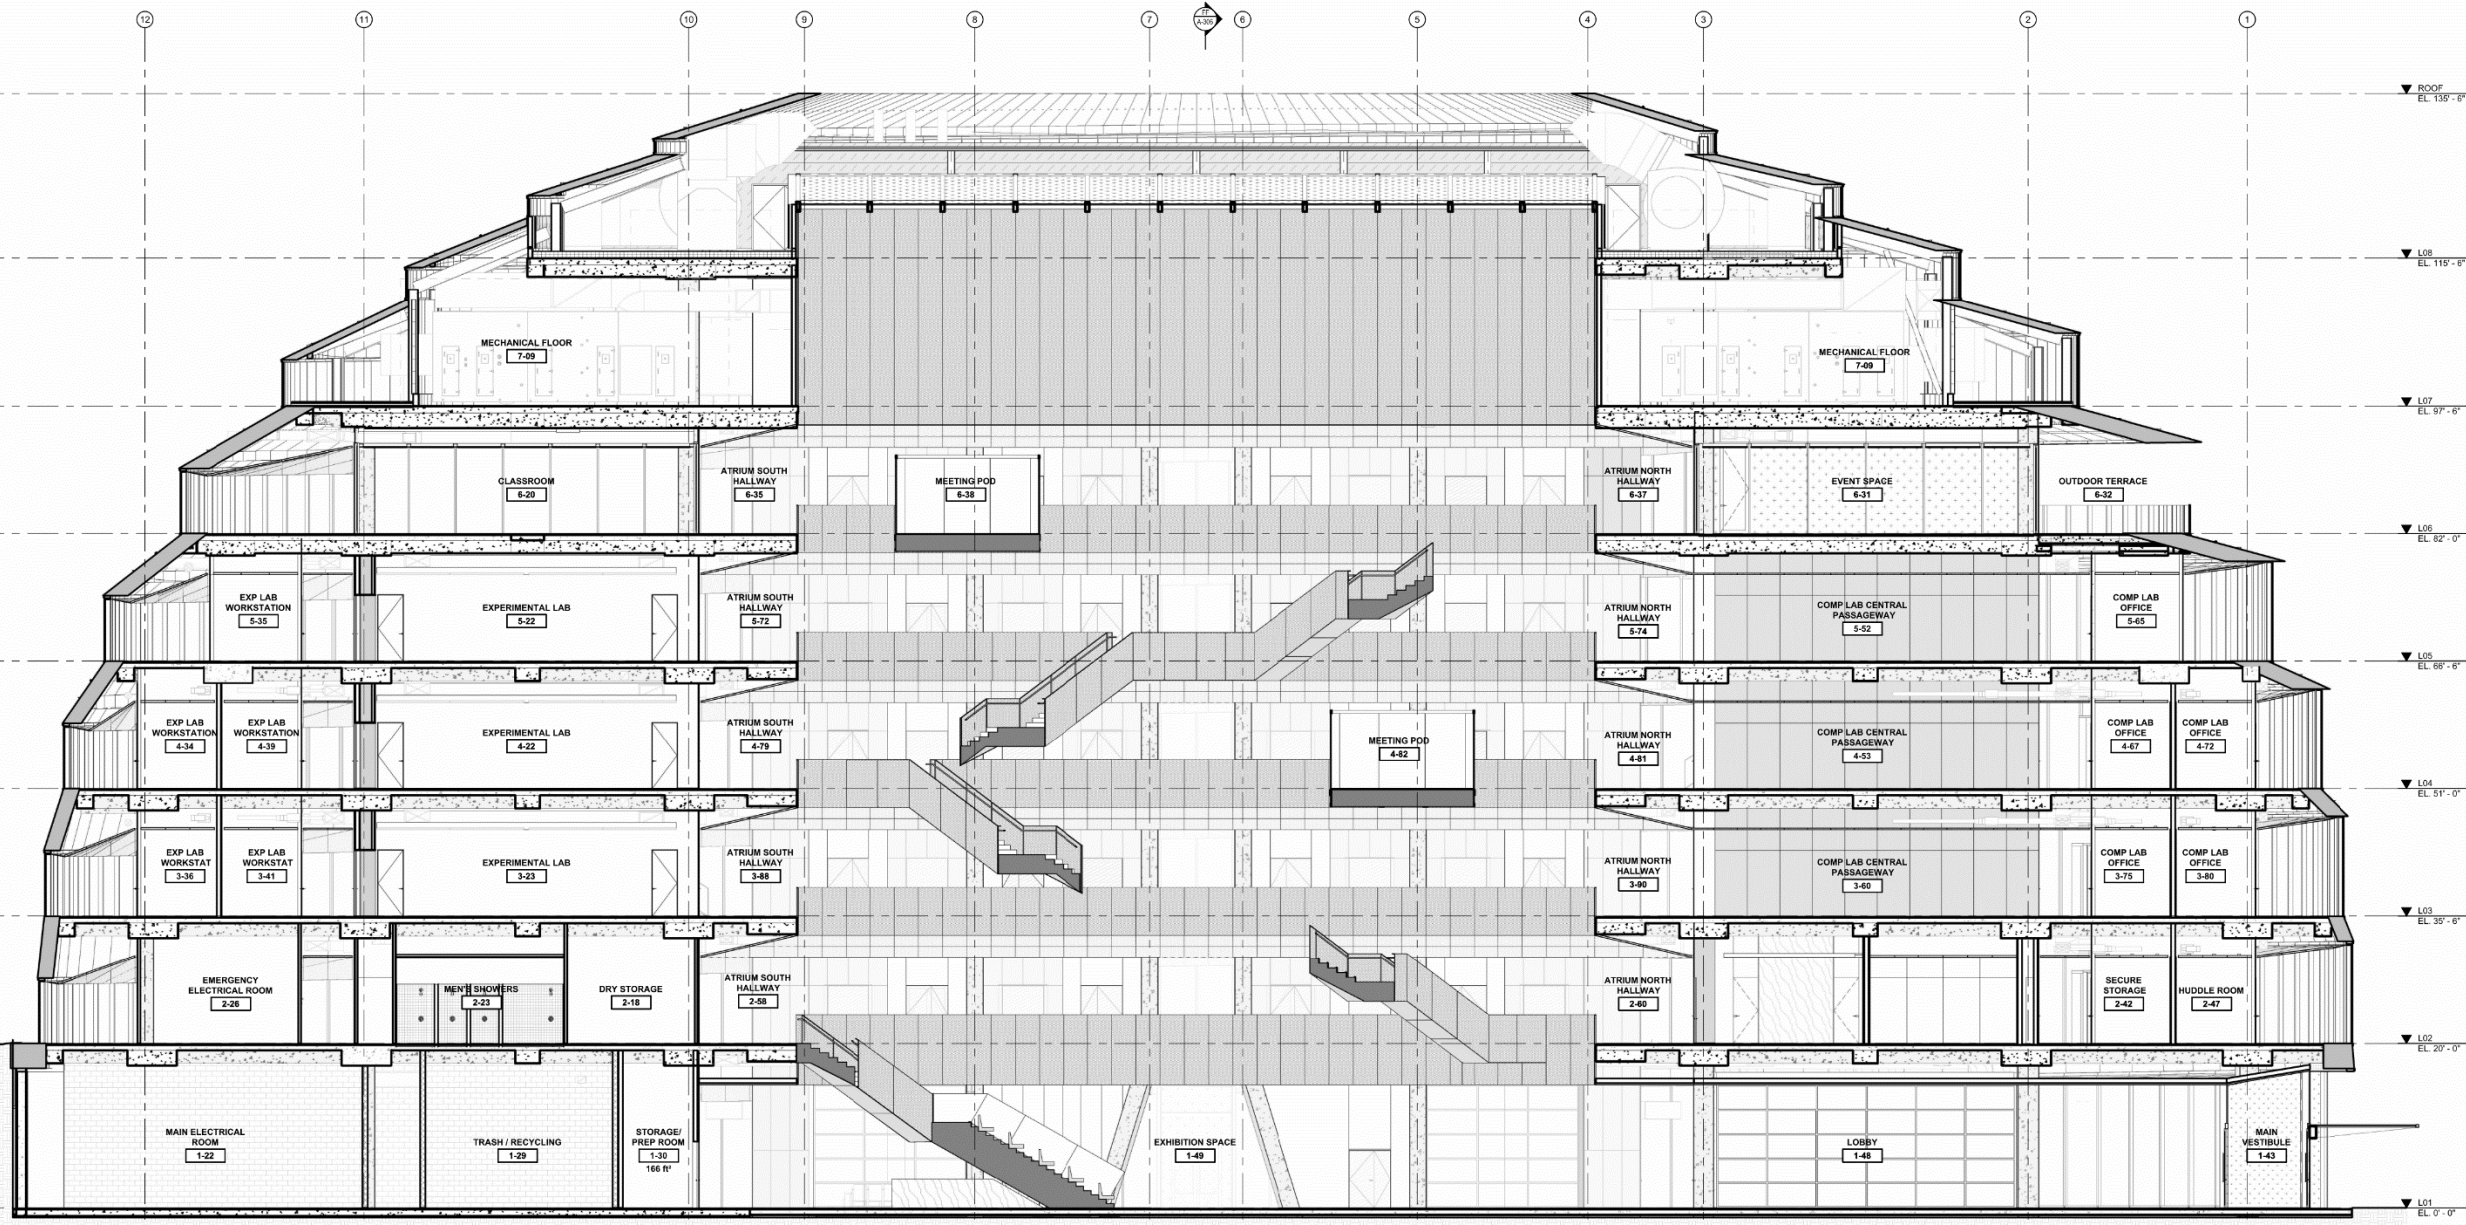 12
11
10
9
8
7
FF
A-305
6
5
4
3
2
1
ROOF
EL. 135' - 6"
L08
EL. 115' - 6"
MECHANICAL FLOOR
7-09
MECHANICAL FLOOR
7-09
L07
EL. 97' - 6"
CLASSROOM
6-20
ATRIUM SOUTH
HALLWAY
6-35
MEETING POD
6-38
ATRIUM NORTH
HALLWAY
6-37
EVENT SPACE
6-31
OUTDOOR TERRACE
6-32
L06
EL. 82' - 0"
EXP LAB
WORKSTATION
5-35
EXPERIMENTAL LAB
5-22
ATRIUM SOUTH
HALLWAY
5-72
ATRIUM NORTH
HALLWAY
5-74
COMP LAB CENTRAL
PASSAGEWAY
5-52
COMP LAB
OFFICE
5-65
L05
EL. 66' - 6"
EXP LAB
WORKSTATION
4-34
EXP LAB
WORKSTATION
4-39
EXPERIMENTAL LAB
4-22
ATRIUM SOUTH
HALLWAY
4-79
MEETING POD
4-82
ATRIUM NORTH
HALLWAY
4-81
COMP LAB CENTRAL
PASSAGEWAY
4-53
COMP LAB
OFFICE
4-67
COMP LAB
OFFICE
4-72
L04
EL. 51' - 0"
EXP LAB
WORKSTAT
3-36
EXP LAB
WORKSTAT
3-41
EXPERIMENTAL LAB
3-23
ATRIUM SOUTH
HALLWAY
3-88
ATRIUM NORTH
HALLWAY
3-90
COMP LAB CENTRAL
PASSAGEWAY
3-60
COMP LAB
OFFICE
3-75
COMP LAB
OFFICE
3-80
L03
EL. 35' - 6"
EMERGENCY
ELECTRICAL ROOM
2-26
MEN'S SHOWERS
2-23
DRY STORAGE
2-18
ATRIUM SOUTH
HALLWAY
2-58
ATRIUM NORTH
HALLWAY
2-60
SECURE
STORAGE
2-42
HUDDLE ROOM
2-47
L02
EL. 20' - 0"
MAIN ELECTRICAL
ROOM
1-22
TRASH / RECYCLING
1-29
STORAGE/
PREP ROOM
1-30
166 ft²
EXHIBITION SPACE
1-49
LOBBY
1-48
MAIN
VESTIBULE
1-43
L01
EL. 0' - 0"